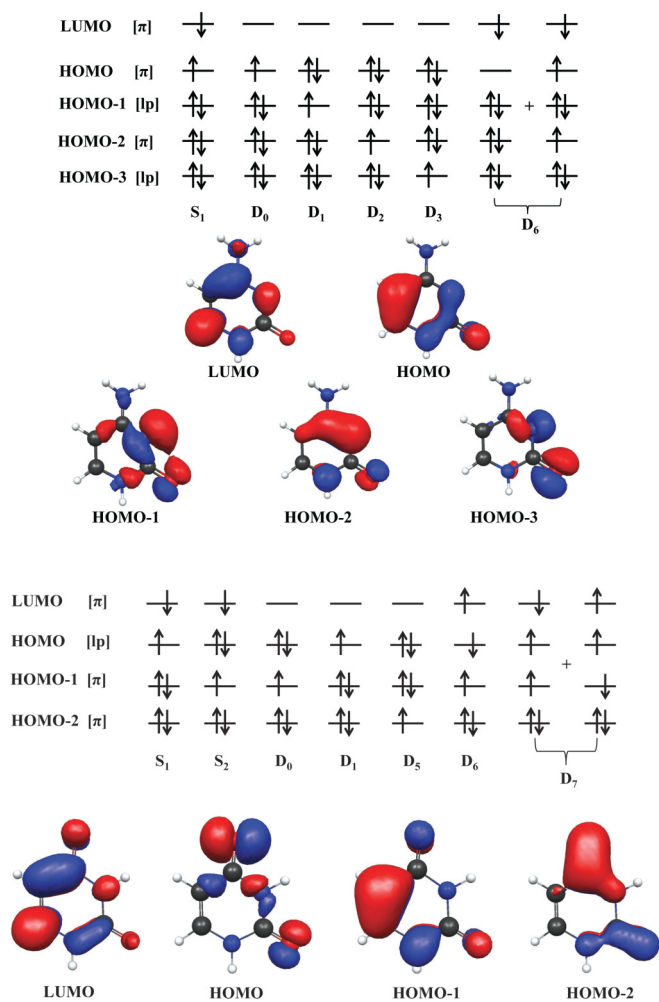 LUMO [π]
HOMO [π]
HOMO-1 [lp] +
HOMO-2 [π]
HOMO-3 [lp]
S₁ D₀ D₁ D₂ D₃ D₆
LUMO HOMO
HOMO-1 HOMO-2 HOMO-3
LUMO [π]
HOMO [lp]
+
HOMO-1 [π]
HOMO-2 [π]
S₁ S₂ D₀ D₁ D₅ D₆ D₇
LUMO HOMO HOMO-1 HOMO-2